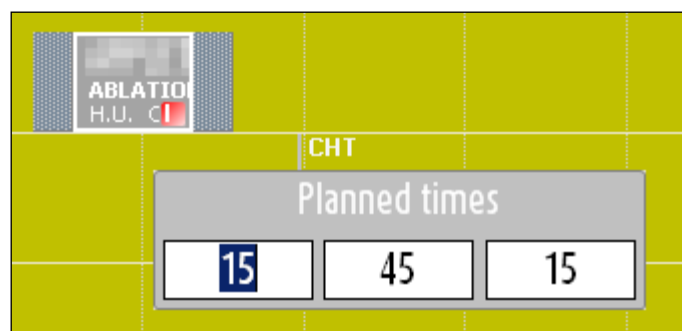 ABLATIO
H.U. C
CHT
Planned times
15 45 15